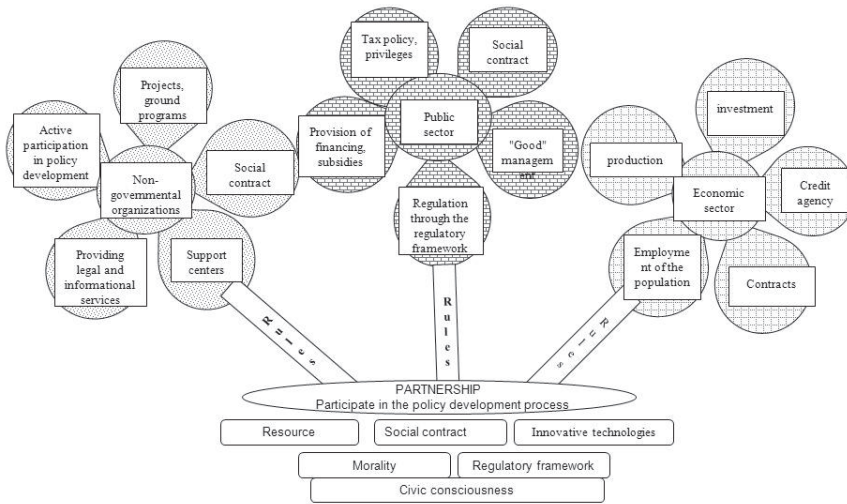 Projects,
ground
programs
Active
participation
in policy
development
Non-
governmental
organizations
Social
contract
Providing
legal and
informational
services
Support
centers
Tax policy,
privileges
Social
contract
Public
sector
Provision of
financing,
subsidies
"Good"
managem
ent
Regulation
through the
regulatory
framework
investment
production
Economic
sector
Credit
agency
Employme
nt of the
population
Contracts
Rules
Rules
Rules
PARTNERSHIP
Participate in the policy development process
Resource
Social contract
Innovative technologies
Morality
Regulatory framework
Civic consciousness